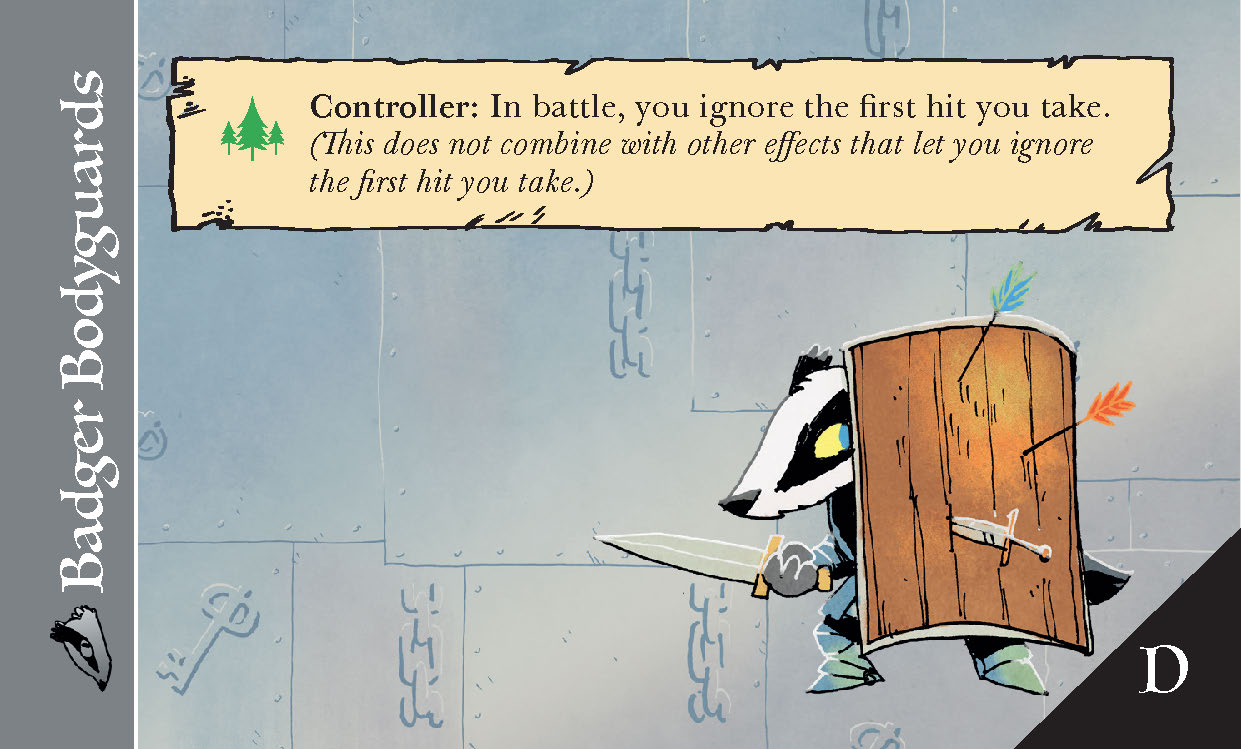 Badger Bodyguards
Controller: In battle, you ignore the first hit you take.
(This does not combine with other effects that let you ignore
the first hit you take.)
D